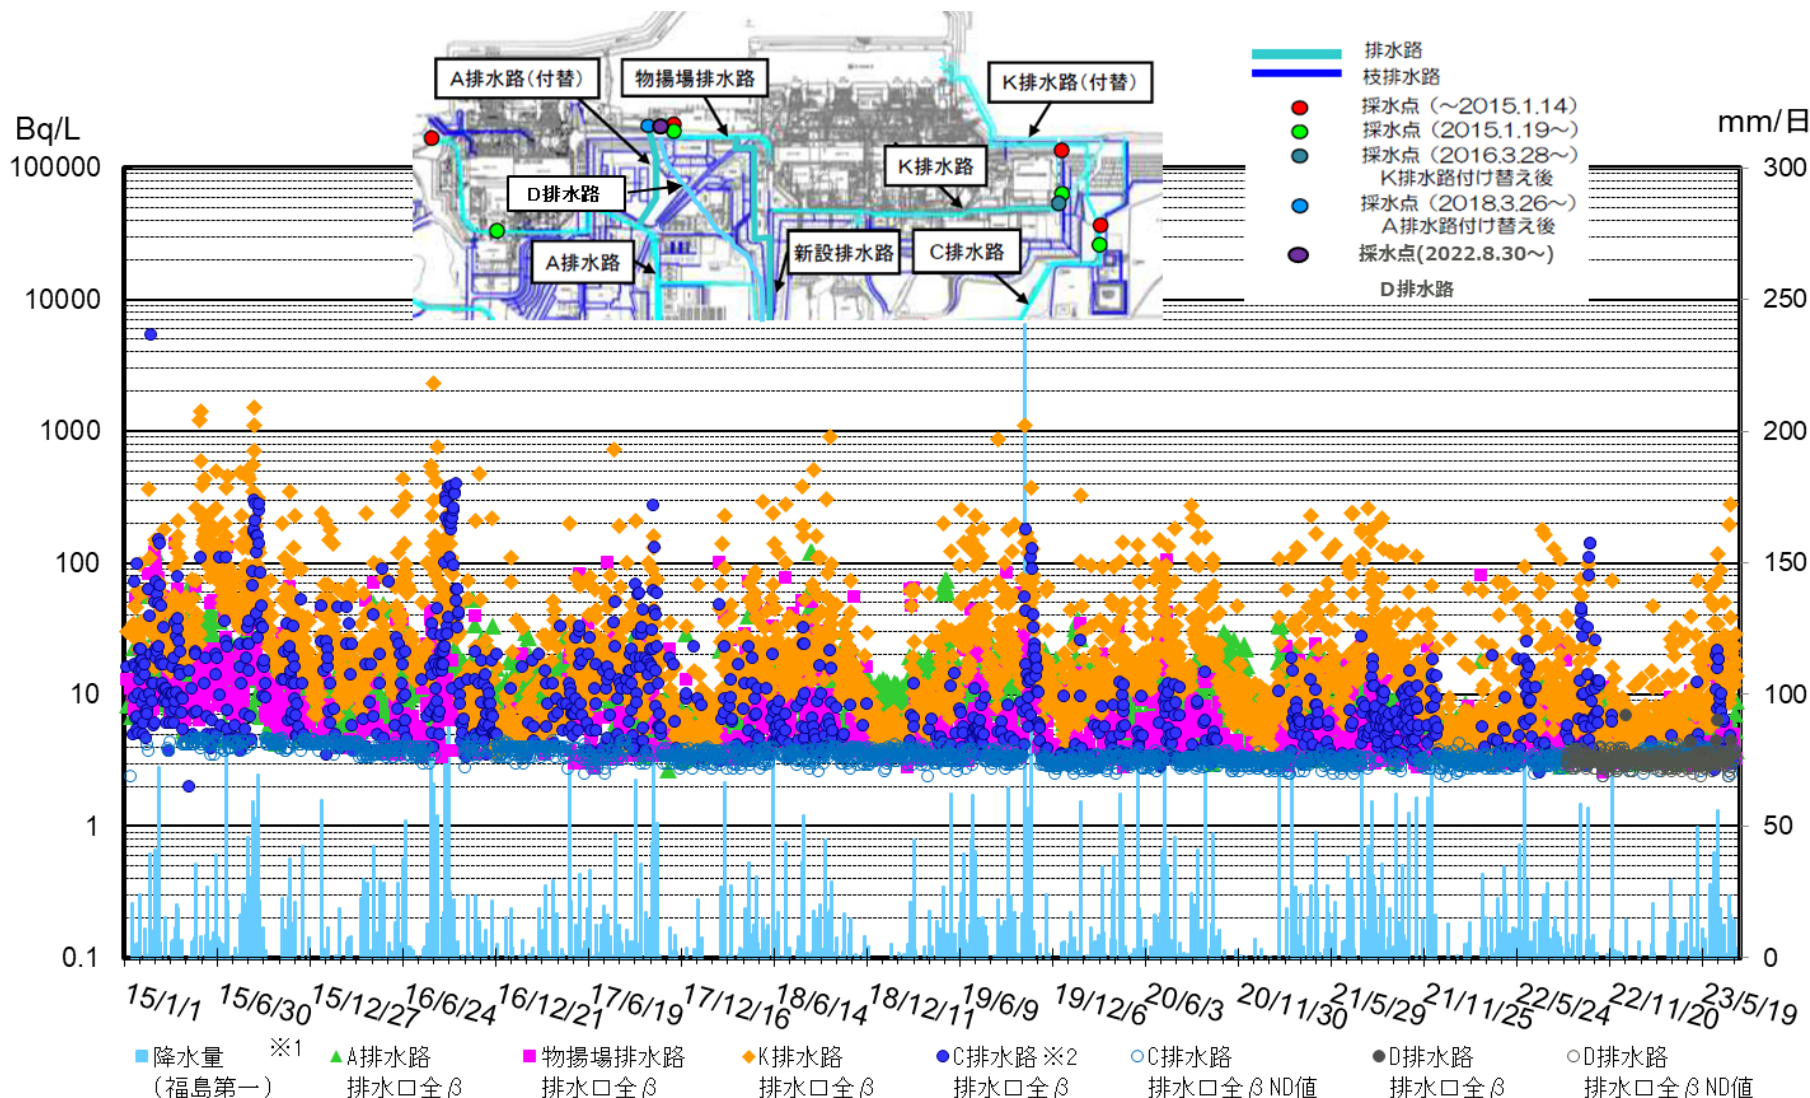 A排水路(付替)
物揚場排水路
K排水路(付替)
K排水路
D排水路
A排水路
新設排水路
C排水路
排水路
枝排水路
採水点(~2015.1.14)
採水点(2015.1.19~)
採水点(2016.3.28~)
K排水路付け替え後
採水点(2018.3.26~)
A排水路付け替え後
採水点(2022.8.30~)
D排水路
Bq/L
mm/日
100000
10000
1000
100
10
1
0.1
300
250
200
150
100
50
0
15/1/1
15/6/30
15/12/27
16/6/24
16/12/21
17/6/19
17/12/16
18/6/14
18/12/11
19/6/9
19/12/6
20/6/3
20/11/30
21/5/29
21/11/25
22/5/24
22/11/20
23/5/19
降水量 ※1
(福島第一)
A排水路
排水口全β
物揚場排水路
排水口全β
K排水路
排水口全β
C排水路※2
排水口全β
C排水路
排水口全βND値
D排水路
排水口全β
D排水路
排水口全βND値